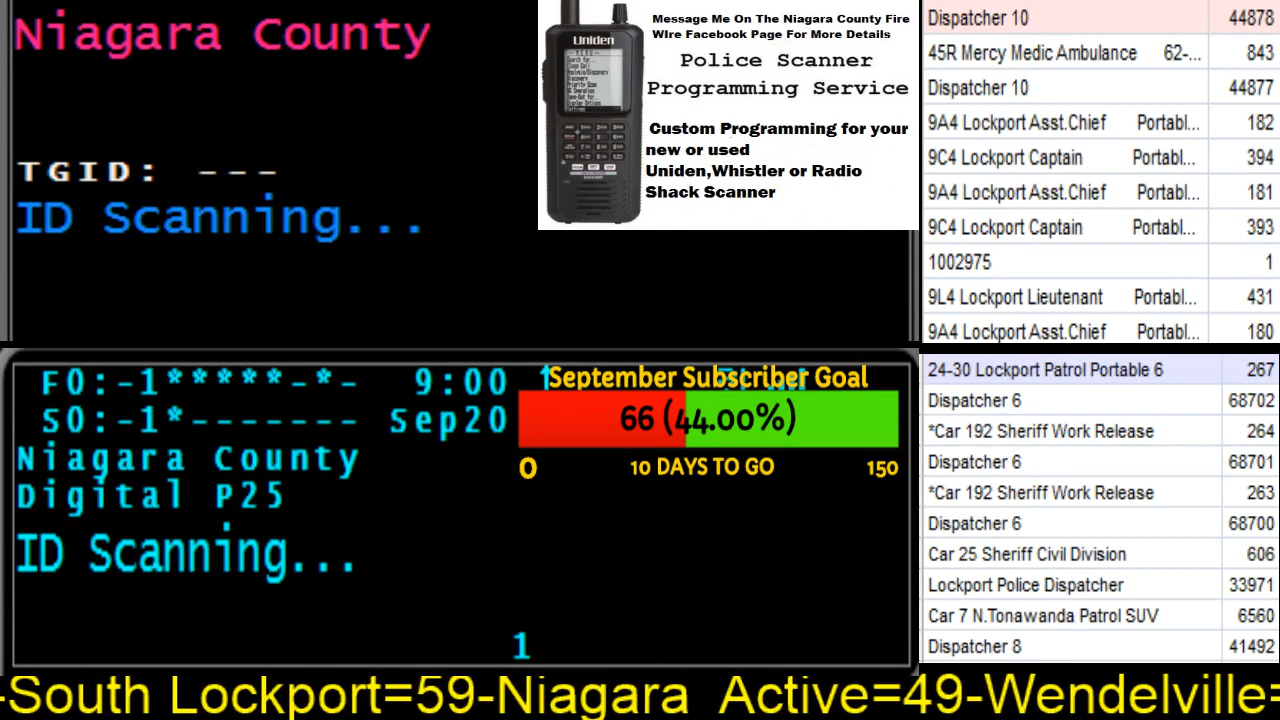 Niagara County
TGID: ---
ID Scanning...
Uniden
Message Me On The Niagara County Fire
WIre Facebook Page For More Details
Police Scanner
Programming Service
Custom Programming for your
new or used
Uniden,Whistler or Radio
Shack Scanner
Dispatcher 10 44878
45R Mercy Medic Ambulance 62-... 843
Dispatcher 10 44877
9A4 Lockport Asst.Chief Portabl... 182
9C4 Lockport Captain Portabl... 394
9A4 Lockport Asst.Chief Portabl... 181
9C4 Lockport Captain Portabl... 393
1002975 1
9L4 Lockport Lieutenant Portabl... 431
9A4 Lockport Asst.Chief Portabl... 180
F0:-1*****-*- 9:00
S0:-1*------- Sep20
Niagara County
Digital P25
ID Scanning...
1
September Subscriber Goal
66 (44.00%)
0 10 DAYS TO GO 150
24-30 Lockport Patrol Portable 6 267
Dispatcher 6 68702
*Car 192 Sheriff Work Release 264
Dispatcher 6 68701
*Car 192 Sheriff Work Release 263
Dispatcher 6 68700
Car 25 Sheriff Civil Division 606
Lockport Police Dispatcher 33971
Car 7 N.Tonawanda Patrol SUV 6560
Dispatcher 8 41492
-South Lockport=59-Niagara Active=49-Wendelville=